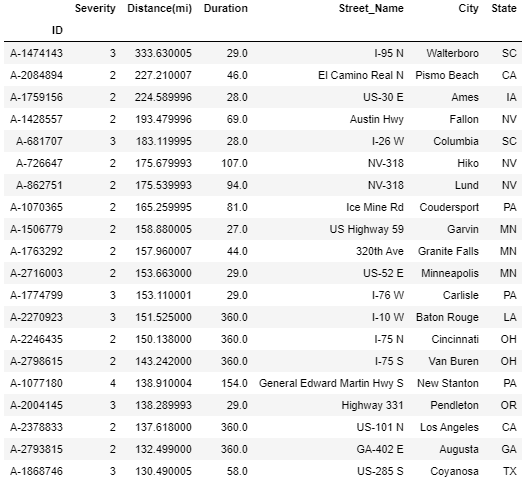 Severity Distance(mi) Duration Street_Name City State
ID
A-1474143 3 333.630005 29.0 I-95 N Walterboro SC
A-2084894 2 227.210007 46.0 El Camino Real N Pismo Beach CA
A-1759156 2 224.589996 28.0 US-30 E Ames IA
A-1428557 2 193.479996 69.0 Austin Hwy Fallon NV
A-681707 3 183.119995 28.0 I-26 W Columbia SC
A-726647 2 175.679993 107.0 NV-318 Hiko NV
A-862751 2 175.539993 94.0 NV-318 Lund NV
A-1070365 2 165.259995 81.0 Ice Mine Rd Coudersport PA
A-1506779 2 158.880005 27.0 US Highway 59 Garvin MN
A-1763292 2 157.960007 44.0 320th Ave Granite Falls MN
A-2716003 2 153.663000 29.0 US-52 E Minneapolis MN
A-1774799 3 153.110001 29.0 I-76 W Carlisle PA
A-2270923 3 151.525000 360.0 I-10 W Baton Rouge LA
A-2246435 2 150.138000 360.0 I-75 N Cincinnati OH
A-2798615 2 143.242000 360.0 I-75 S Van Buren OH
A-1077180 4 138.910004 154.0 General Edward Martin Hwy S New Stanton PA
A-2004145 3 138.289993 29.0 Highway 331 Pendleton OR
A-2378833 2 137.618000 360.0 US-101 N Los Angeles CA
A-2793815 2 132.499000 360.0 GA-402 E Augusta GA
A-1868746 3 130.490005 58.0 US-285 S Coyanosa TX